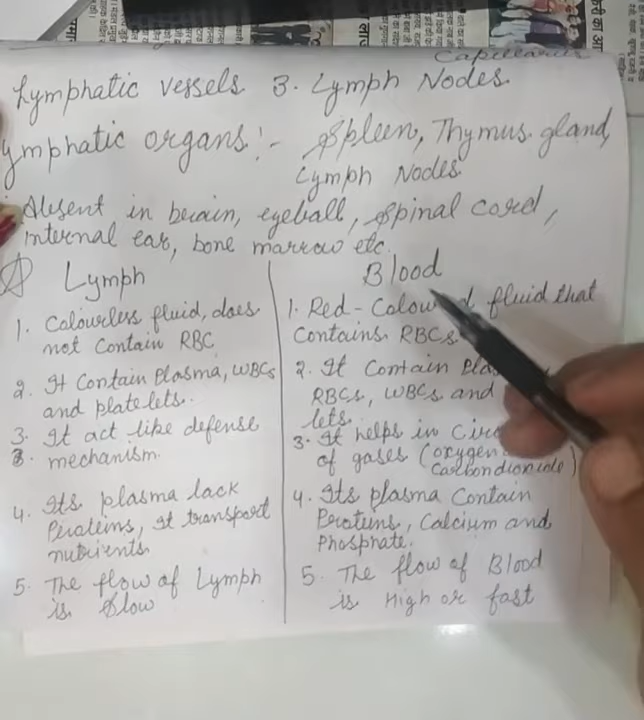 Capillaries
Lymphatic vessels 3. Lymph Nodes
ymphatic organs:- Spleen, Thymus gland,
Lymph Nodes.
Absent in brain, eyeball, spinal cord,
internal ear, bone marrow etc.
Lymph
1. Colourless fluid, does
not contain RBC
2. It contain Plasma, WBCs
and platelets.
3. It act like defense
3. mechanism.
4. Its plasma lack
Proteins, It transport
nutrients
5. The flow of Lymph
is slow
Blood
1. Red-Coloured fluid that
Contains RBCs
2. It Contain Plas
RBCs, WBCs and
lets.
3. It helps in Circ
of gases (oxygen
Carbondioxide)
4. Its plasma contain
Proteins, Calcium and
Phosphate.
5. The flow of Blood
is High or fast